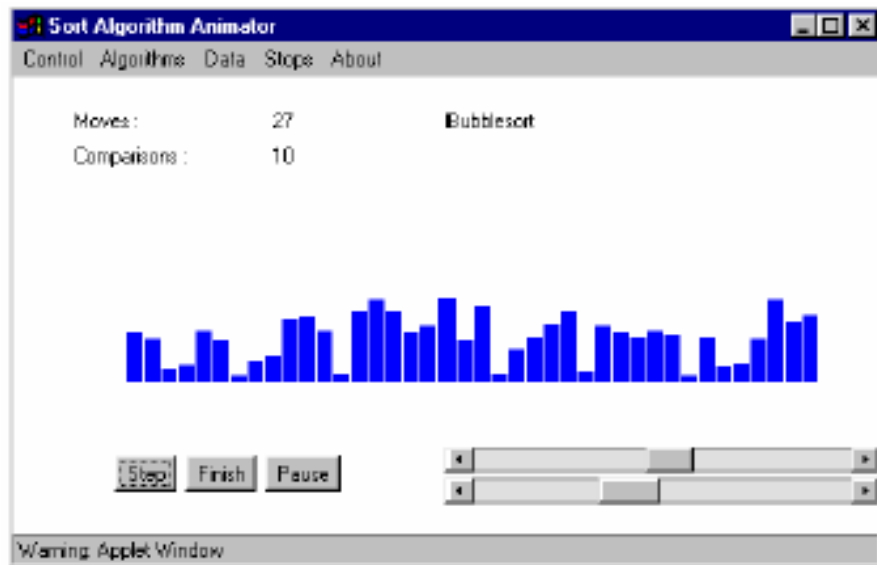 Sort Algorithm Animator
Control Algorithms Data Stops About
Moves : 27 Bubblesort
Comparisons : 10
Step Finish Pause
Warning: Applet Window